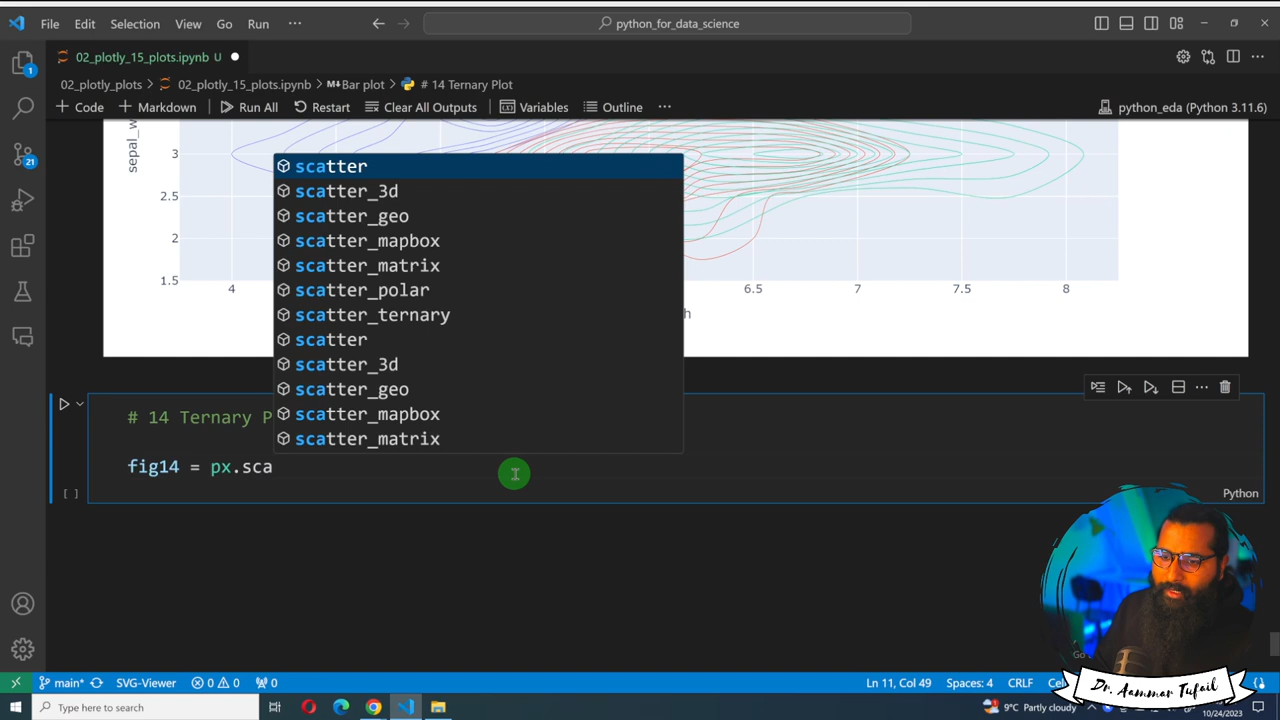 File Edit Selection View Go Run ··· python_for_data_science
02_plotly_15_plots.ipynb U
02_plotly_plots > 02_plotly_15_plots.ipynb > Bar plot > # 14 Ternary Plot
+ Code + Markdown Run All Restart Clear All Outputs Variables Outline ··· python_eda (Python 3.11.6)
sepal_w
3
2.5
2
1.5
4 6.5 7 7.5 8
h
scatter
scatter_3d
scatter_geo
scatter_mapbox
scatter_matrix
scatter_polar
scatter_ternary
scatter
scatter_3d
scatter_geo
scatter_mapbox
scatter_matrix
1
21
# 14 Ternary P
fig14 = px.sca
[ ]
Python
Go
main* SVG-Viewer 0 0 0 Ln 11, Col 49 Spaces: 4 CRLF Cel
Dr. Aammar Tufail
Type here to search 9°C Partly cloudy 10/24/2023